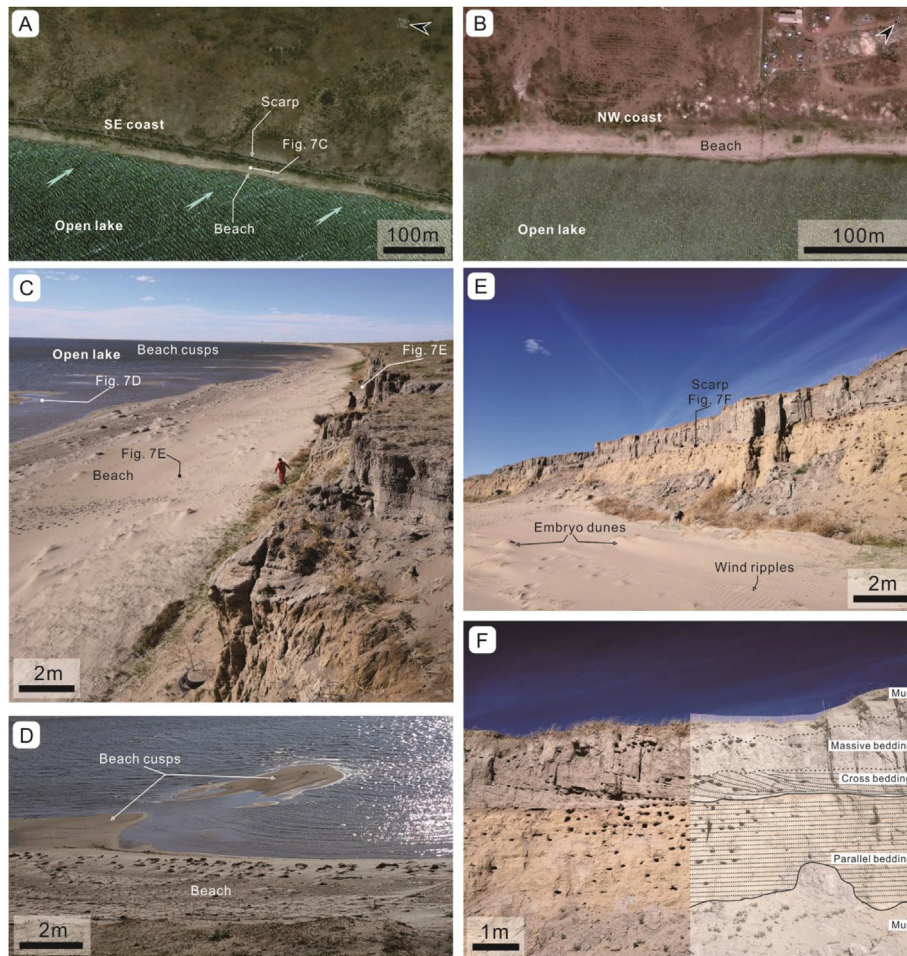 A
Scarp
SE coast
Fig. 7C
Open lake
Beach
100m
B
NW coast
Beach
Open lake
100m
C
Open lake
Beach cusps
Fig. 7E
Fig. 7D
Fig. 7E
Beach
2m
D
Beach cusps
Beach
2m
E
Scarp
Fig. 7F
Embryo dunes
Wind ripples
2m
F
Mu
Massive bedding
Cross bedding
Parallel bedding
Mu
1m